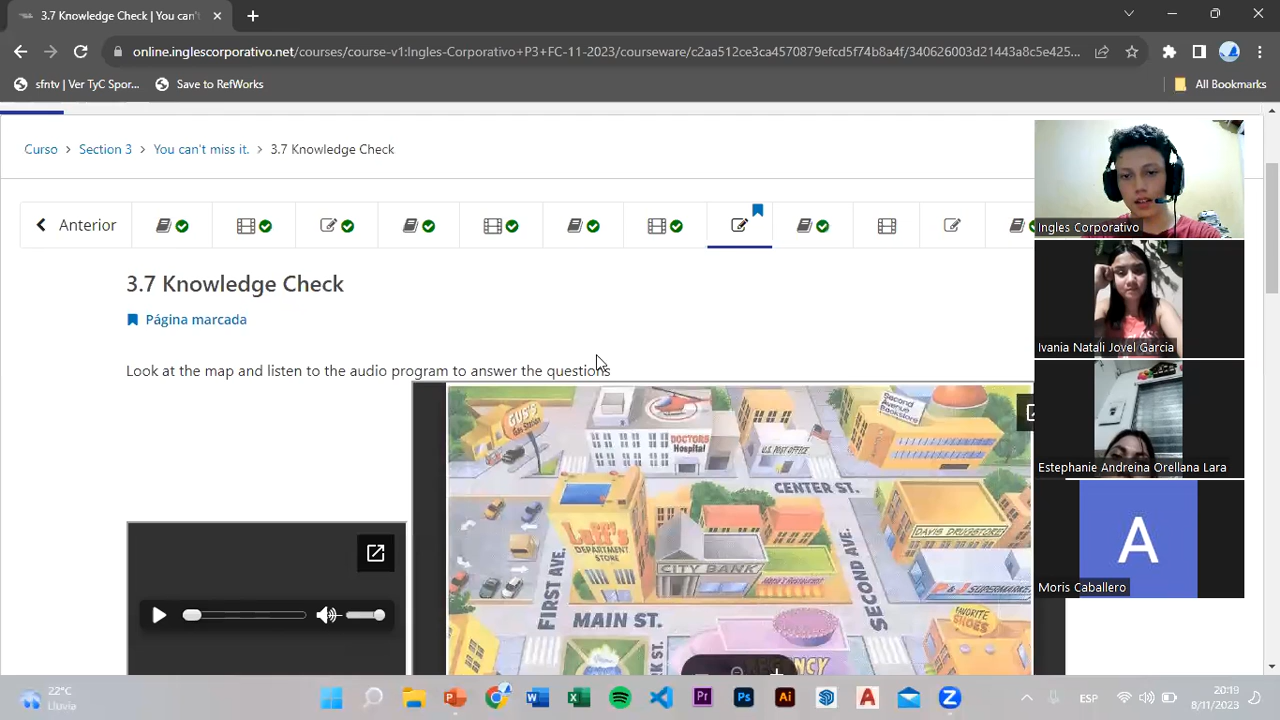 3.7 Knowledge Check | You can't
online.inglescorporativo.net/courses/course-v1:Ingles-Corporativo+P3+FC-11-2023/courseware/c2aa512ce3ca4570879efcd5f74b8a4f/340626003d21443a8c5e425...
sfntv | Ver TyC Spor...
Save to RefWorks
All Bookmarks
Curso > Section 3 > You can't miss it. > 3.7 Knowledge Check
Anterior
3.7 Knowledge Check
Página marcada
Look at the map and listen to the audio program to answer the questions
GUS'S
DOCTORS
Hospital
U.S. POST OFFICE
Second
Avenue
Bookstore
CENTER ST.
DAVIS DRUGSTORE
DEPARTMENT
STORE
CITY BANK
FIRST AVE.
SECOND AVE.
MAIN ST.
FAVORITE
SHOES
Ingles Corporativo
Ivania Natali Jovel Garcia
Estephanie Andreina Orellana Lara
A
Moris Caballero
22°C
Lluvia
ESP
20:19
8/11/2023